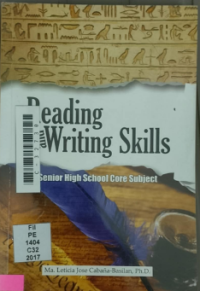 Reading
and Writing Skills
Senior High School Core Subject
Fil
PE
1404
C32
2017
Ma. Leticia Jose Cabaña-Basilan, Ph.D.